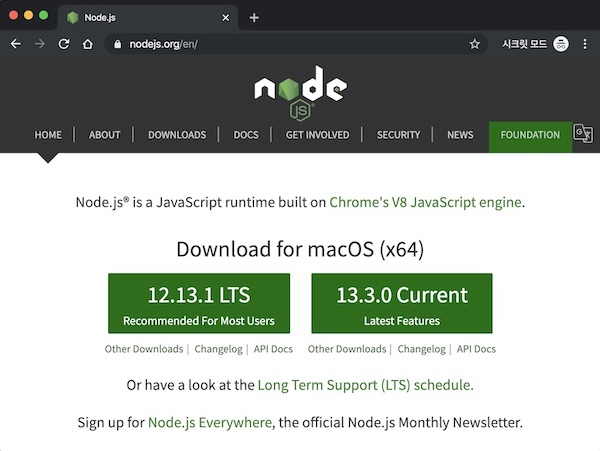 Node.js
nodejs.org/en/
시크릿 모드
node
JS
HOME | ABOUT | DOWNLOADS | DOCS | GET INVOLVED | SECURITY | NEWS | FOUNDATION
Node.js® is a JavaScript runtime built on Chrome's V8 JavaScript engine.
Download for macOS (x64)
12.13.1 LTS
Recommended For Most Users
13.3.0 Current
Latest Features
Other Downloads | Changelog | API Docs
Other Downloads | Changelog | API Docs
Or have a look at the Long Term Support (LTS) schedule.
Sign up for Node.js Everywhere, the official Node.js Monthly Newsletter.